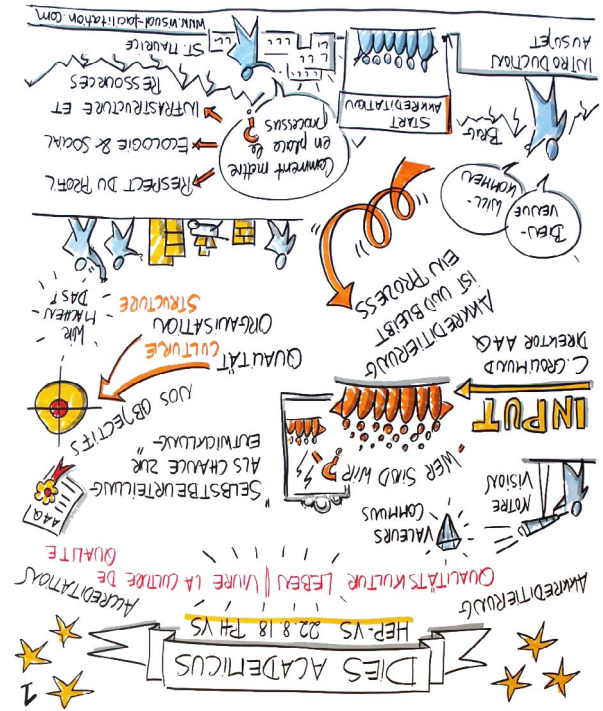 1
DIES ACADEMICUS
HEP-VS 22.8.18 PH VS
AKKREDITIERUNG
ACCREDITATION
QUALITÄTSKULTUR LEBEN | VIVRE LA CULTURE DE
QUALITE
VALEURS
COMMUNS
NOTRE
VISION
WER SIND WIR?
AAQ
"SELBSTBEURTEILUNG
ALS CHANCE ZUR
ENTWICKLUNG"
INPUT
C. GROLIMUND
DIREKTOR AAQ
NOS OBJECTIFS
QUALITÄT
CULTURE
ORGANISATION
STRUCTURE
AKKREDITIERUNG
IST UND BLEIBT
EIN PROZESS
WIR
MACHEN
DAS!
BIEN-
VENUE
WILL-
KOMMEN
BRIG
START
AKKREDITATION
Comment mettre
en place le
processus ?
RESPECT DU PROFIL
ECOLOGIE & SOCIAL
INFRASTRUCTURE ET
RESSOURCES
ST. MAURICE
INTRODUCTION
AU SUJET
www.visual-facilitation.com